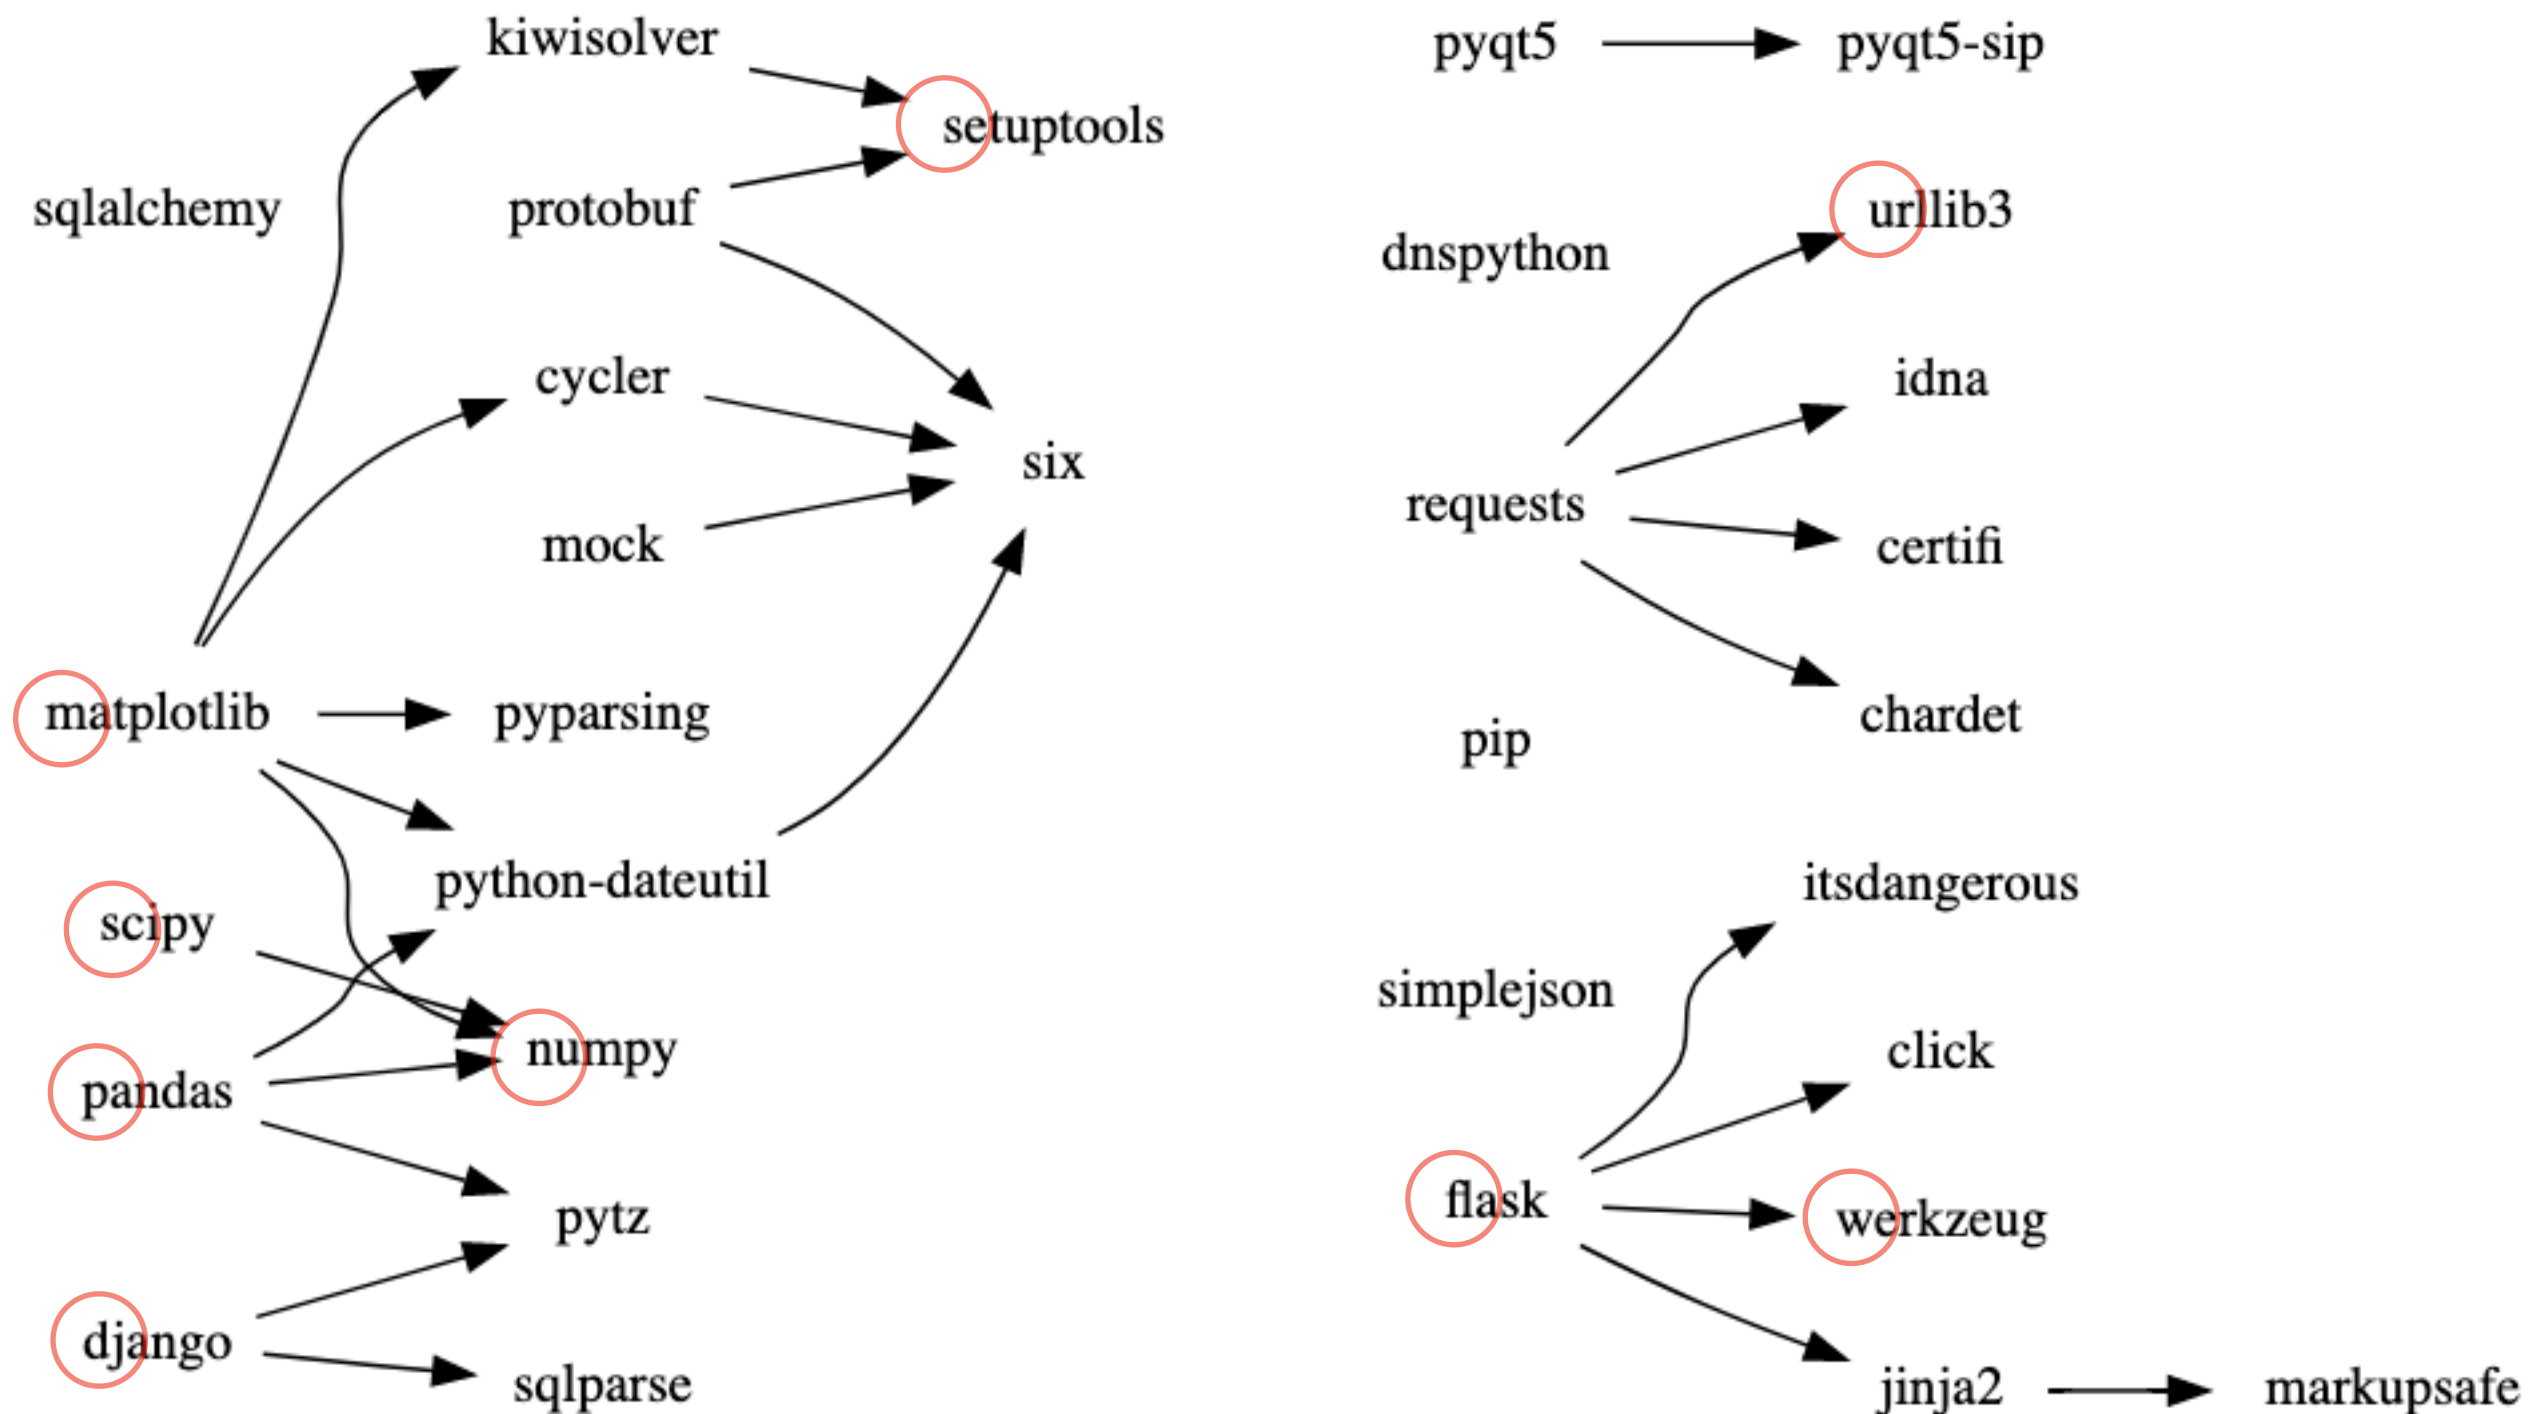 kiwisolver
setuptools
sqlalchemy
protobuf
cycler
six
mock
matplotlib
pyparsing
python-dateutil
scipy
numpy
pandas
pytz
django
sqlparse
pyqt5
pyqt5-sip
urllib3
dnspython
idna
requests
certifi
chardet
pip
itsdangerous
simplejson
click
flask
werkzeug
jinja2
markupsafe